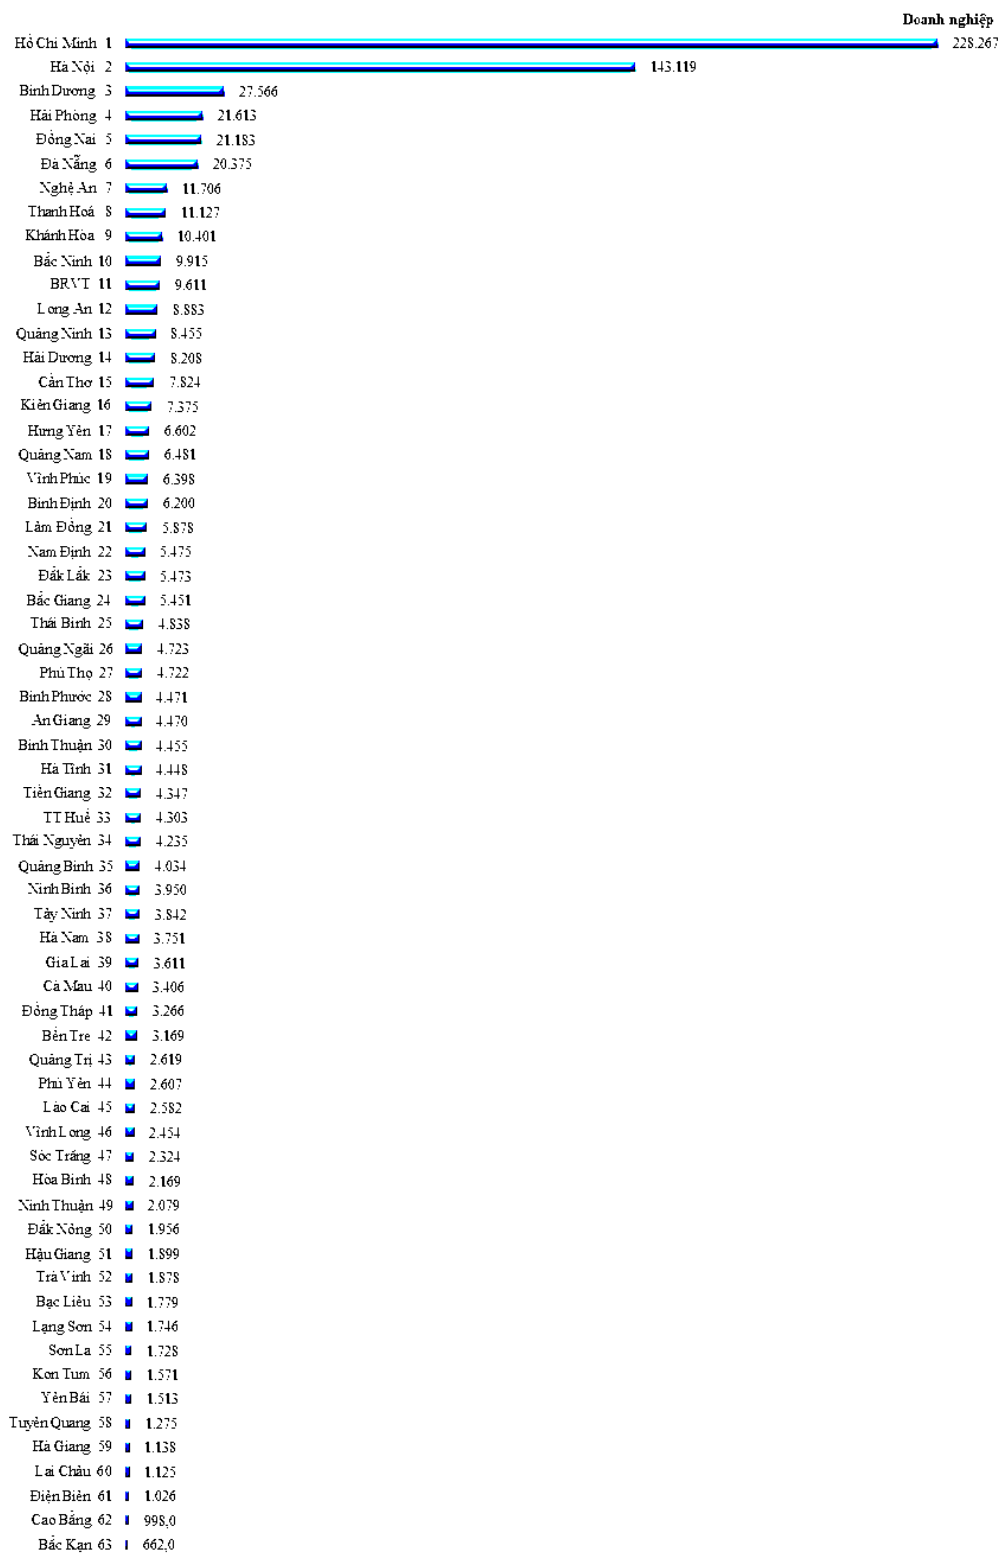 Doanh nghiệp
Hồ Chí Minh 1 228.267
Hà Nội 2 143.119
Bình Dương 3 27.566
Hải Phòng 4 21.613
Đồng Nai 5 21.183
Đà Nẵng 6 20.375
Nghệ An 7 11.706
Thanh Hoá 8 11.127
Khánh Hòa 9 10.401
Bắc Ninh 10 9.915
BRVT 11 9.611
Long An 12 8.883
Quảng Ninh 13 8.455
Hải Dương 14 8.208
Cần Thơ 15 7.824
Kiên Giang 16 7.375
Hưng Yên 17 6.602
Quảng Nam 18 6.481
Vĩnh Phúc 19 6.398
Bình Định 20 6.200
Lâm Đồng 21 5.878
Nam Định 22 5.475
Đắk Lắk 23 5.473
Bắc Giang 24 5.451
Thái Bình 25 4.838
Quảng Ngãi 26 4.723
Phú Thọ 27 4.722
Bình Phước 28 4.471
An Giang 29 4.470
Bình Thuận 30 4.455
Hà Tĩnh 31 4.448
Tiền Giang 32 4.347
TT Huế 33 4.303
Thái Nguyên 34 4.235
Quảng Bình 35 4.034
Ninh Bình 36 3.950
Tây Ninh 37 3.842
Hà Nam 38 3.751
Gia Lai 39 3.611
Cà Mau 40 3.406
Đồng Tháp 41 3.266
Bến Tre 42 3.169
Quảng Trị 43 2.619
Phú Yên 44 2.607
Lào Cai 45 2.582
Vĩnh Long 46 2.454
Sóc Trăng 47 2.324
Hòa Bình 48 2.169
Ninh Thuận 49 2.079
Đắk Nông 50 1.956
Hậu Giang 51 1.899
Trà Vinh 52 1.878
Bạc Liêu 53 1.779
Lạng Sơn 54 1.746
Sơn La 55 1.728
Kon Tum 56 1.571
Yên Bái 57 1.513
Tuyên Quang 58 1.275
Hà Giang 59 1.138
Lai Châu 60 1.125
Điện Biên 61 1.026
Cao Bằng 62 998,0
Bắc Kạn 63 662,0